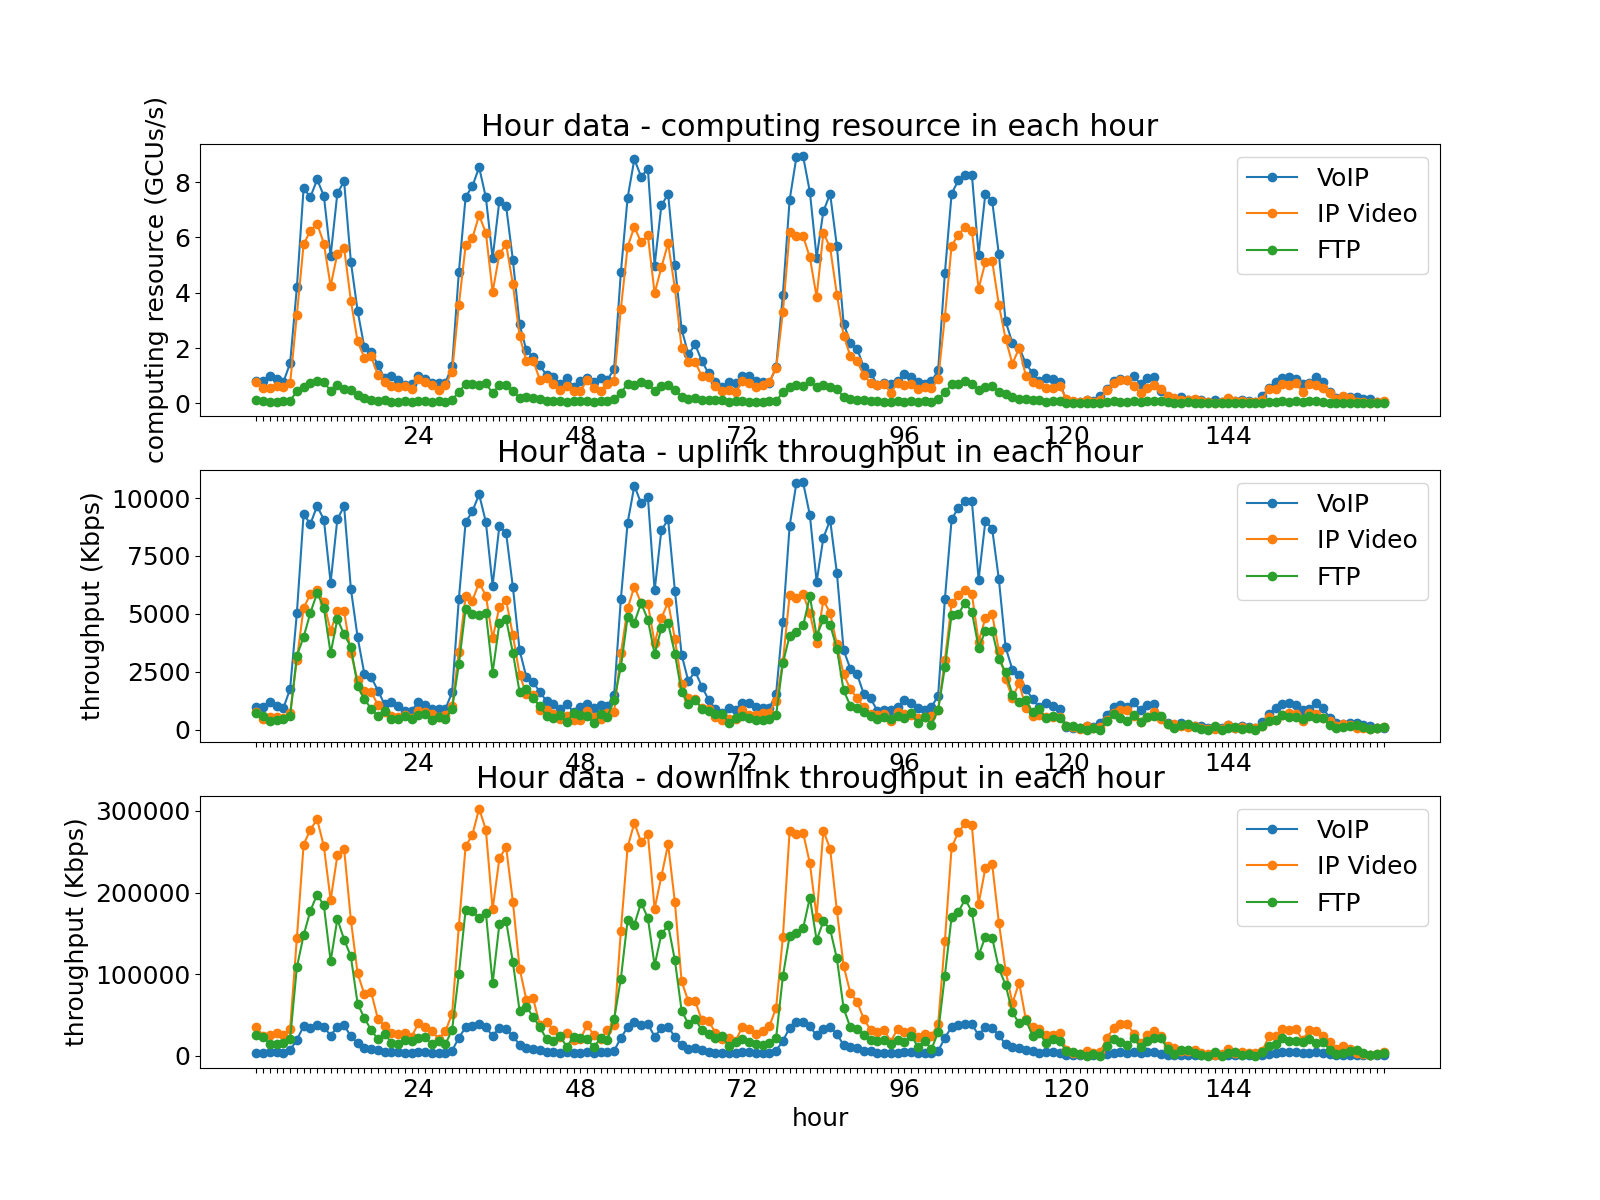 Hour data - computing resource in each hour
computing resource (GCUs/s)
8
6
4
2
0
VoIP
IP Video
FTP
24 48 72 96 120 144
Hour data - uplink throughput in each hour
throughput (Kbps)
10000
7500
5000
2500
0
VoIP
IP Video
FTP
24 48 72 96 120 144
Hour data - downlink throughput in each hour
throughput (Kbps)
300000
200000
100000
0
VoIP
IP Video
FTP
24 48 72 96 120 144
hour